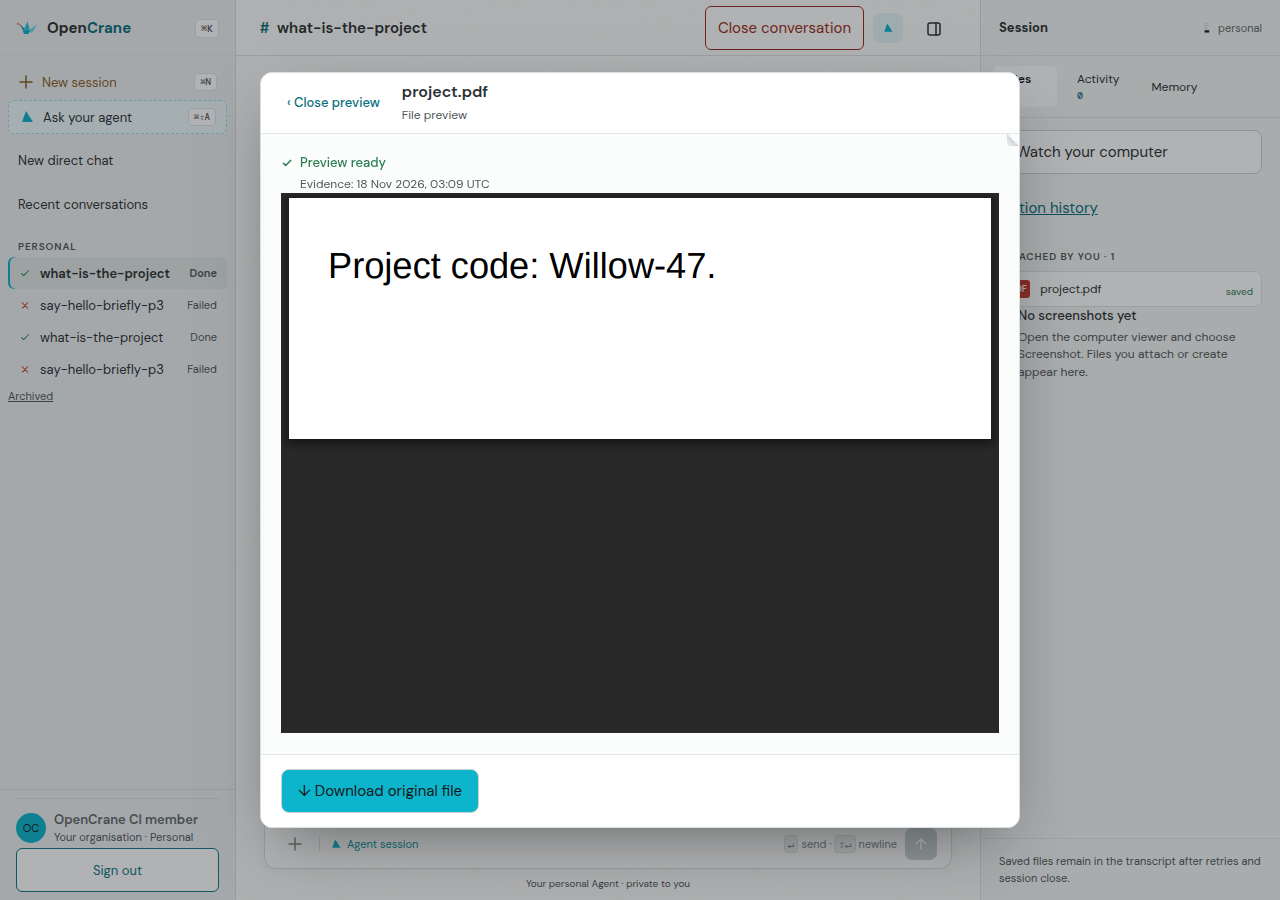 OpenCrane
⌘K
# what-is-the-project
Close conversation
Session
personal
New session
⌘N
Ask your agent
⌘⇧A
New direct chat
Recent conversations
PERSONAL
what-is-the-project Done
say-hello-briefly-p3 Failed
what-is-the-project Done
say-hello-briefly-p3 Failed
Archived
OC
OpenCrane CI member
Your organisation · Personal
Sign out
‹ Close preview
project.pdf
File preview
Preview ready
Evidence: 18 Nov 2026, 03:09 UTC
Project code: Willow-47.
↓ Download original file
Agent session
↵ send · ⇧↵ newline
Your personal Agent · private to you
Activity
0
Memory
Watch your computer
history
BY YOU · 1
project.pdf
saved
No screenshots yet
Open the computer viewer and choose
Screenshot. Files you attach or create
appear here.
Saved files remain in the transcript after retries and
session close.